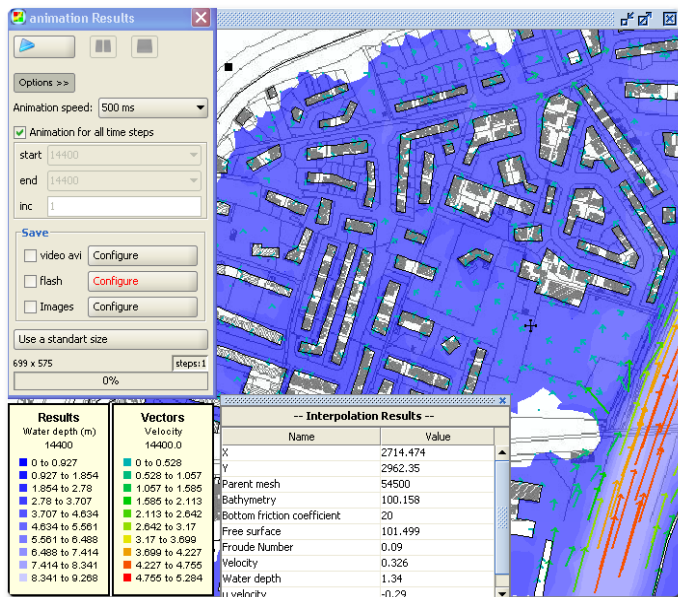 animation Results
Options >>
Animation speed: 500 ms
Animation for all time steps
start 14400
end 14400
inc 1
Save
video avi Configure
flash Configure
Images Configure
Use a standart size
699 x 575 steps:1
0%
Results
Water depth (m)
14400
0 to 0.927
0.927 to 1.854
1.854 to 2.78
2.78 to 3.707
3.707 to 4.634
4.634 to 5.561
5.561 to 6.488
6.488 to 7.414
7.414 to 8.341
8.341 to 9.268
Vectors
Velocity
14400.0
0 to 0.528
0.528 to 1.057
1.057 to 1.585
1.585 to 2.113
2.113 to 2.642
2.642 to 3.17
3.17 to 3.699
3.699 to 4.227
4.227 to 4.755
4.755 to 5.284
-- Interpolation Results --
Name Value
X 2714.474
Y 2962.35
Parent mesh 54500
Bathymetry 100.158
Bottom friction coefficient 20
Free surface 101.499
Froude Number 0.09
Velocity 0.326
Water depth 1.34
u velocity -0.29